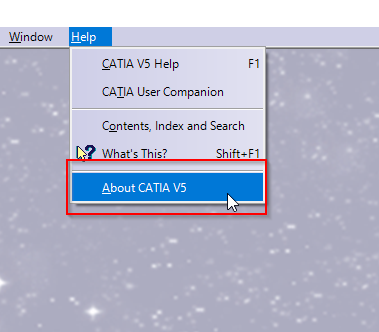 Window Help
CATIA V5 Help F1
CATIA User Companion
Contents, Index and Search
What's This? Shift+F1
About CATIA V5